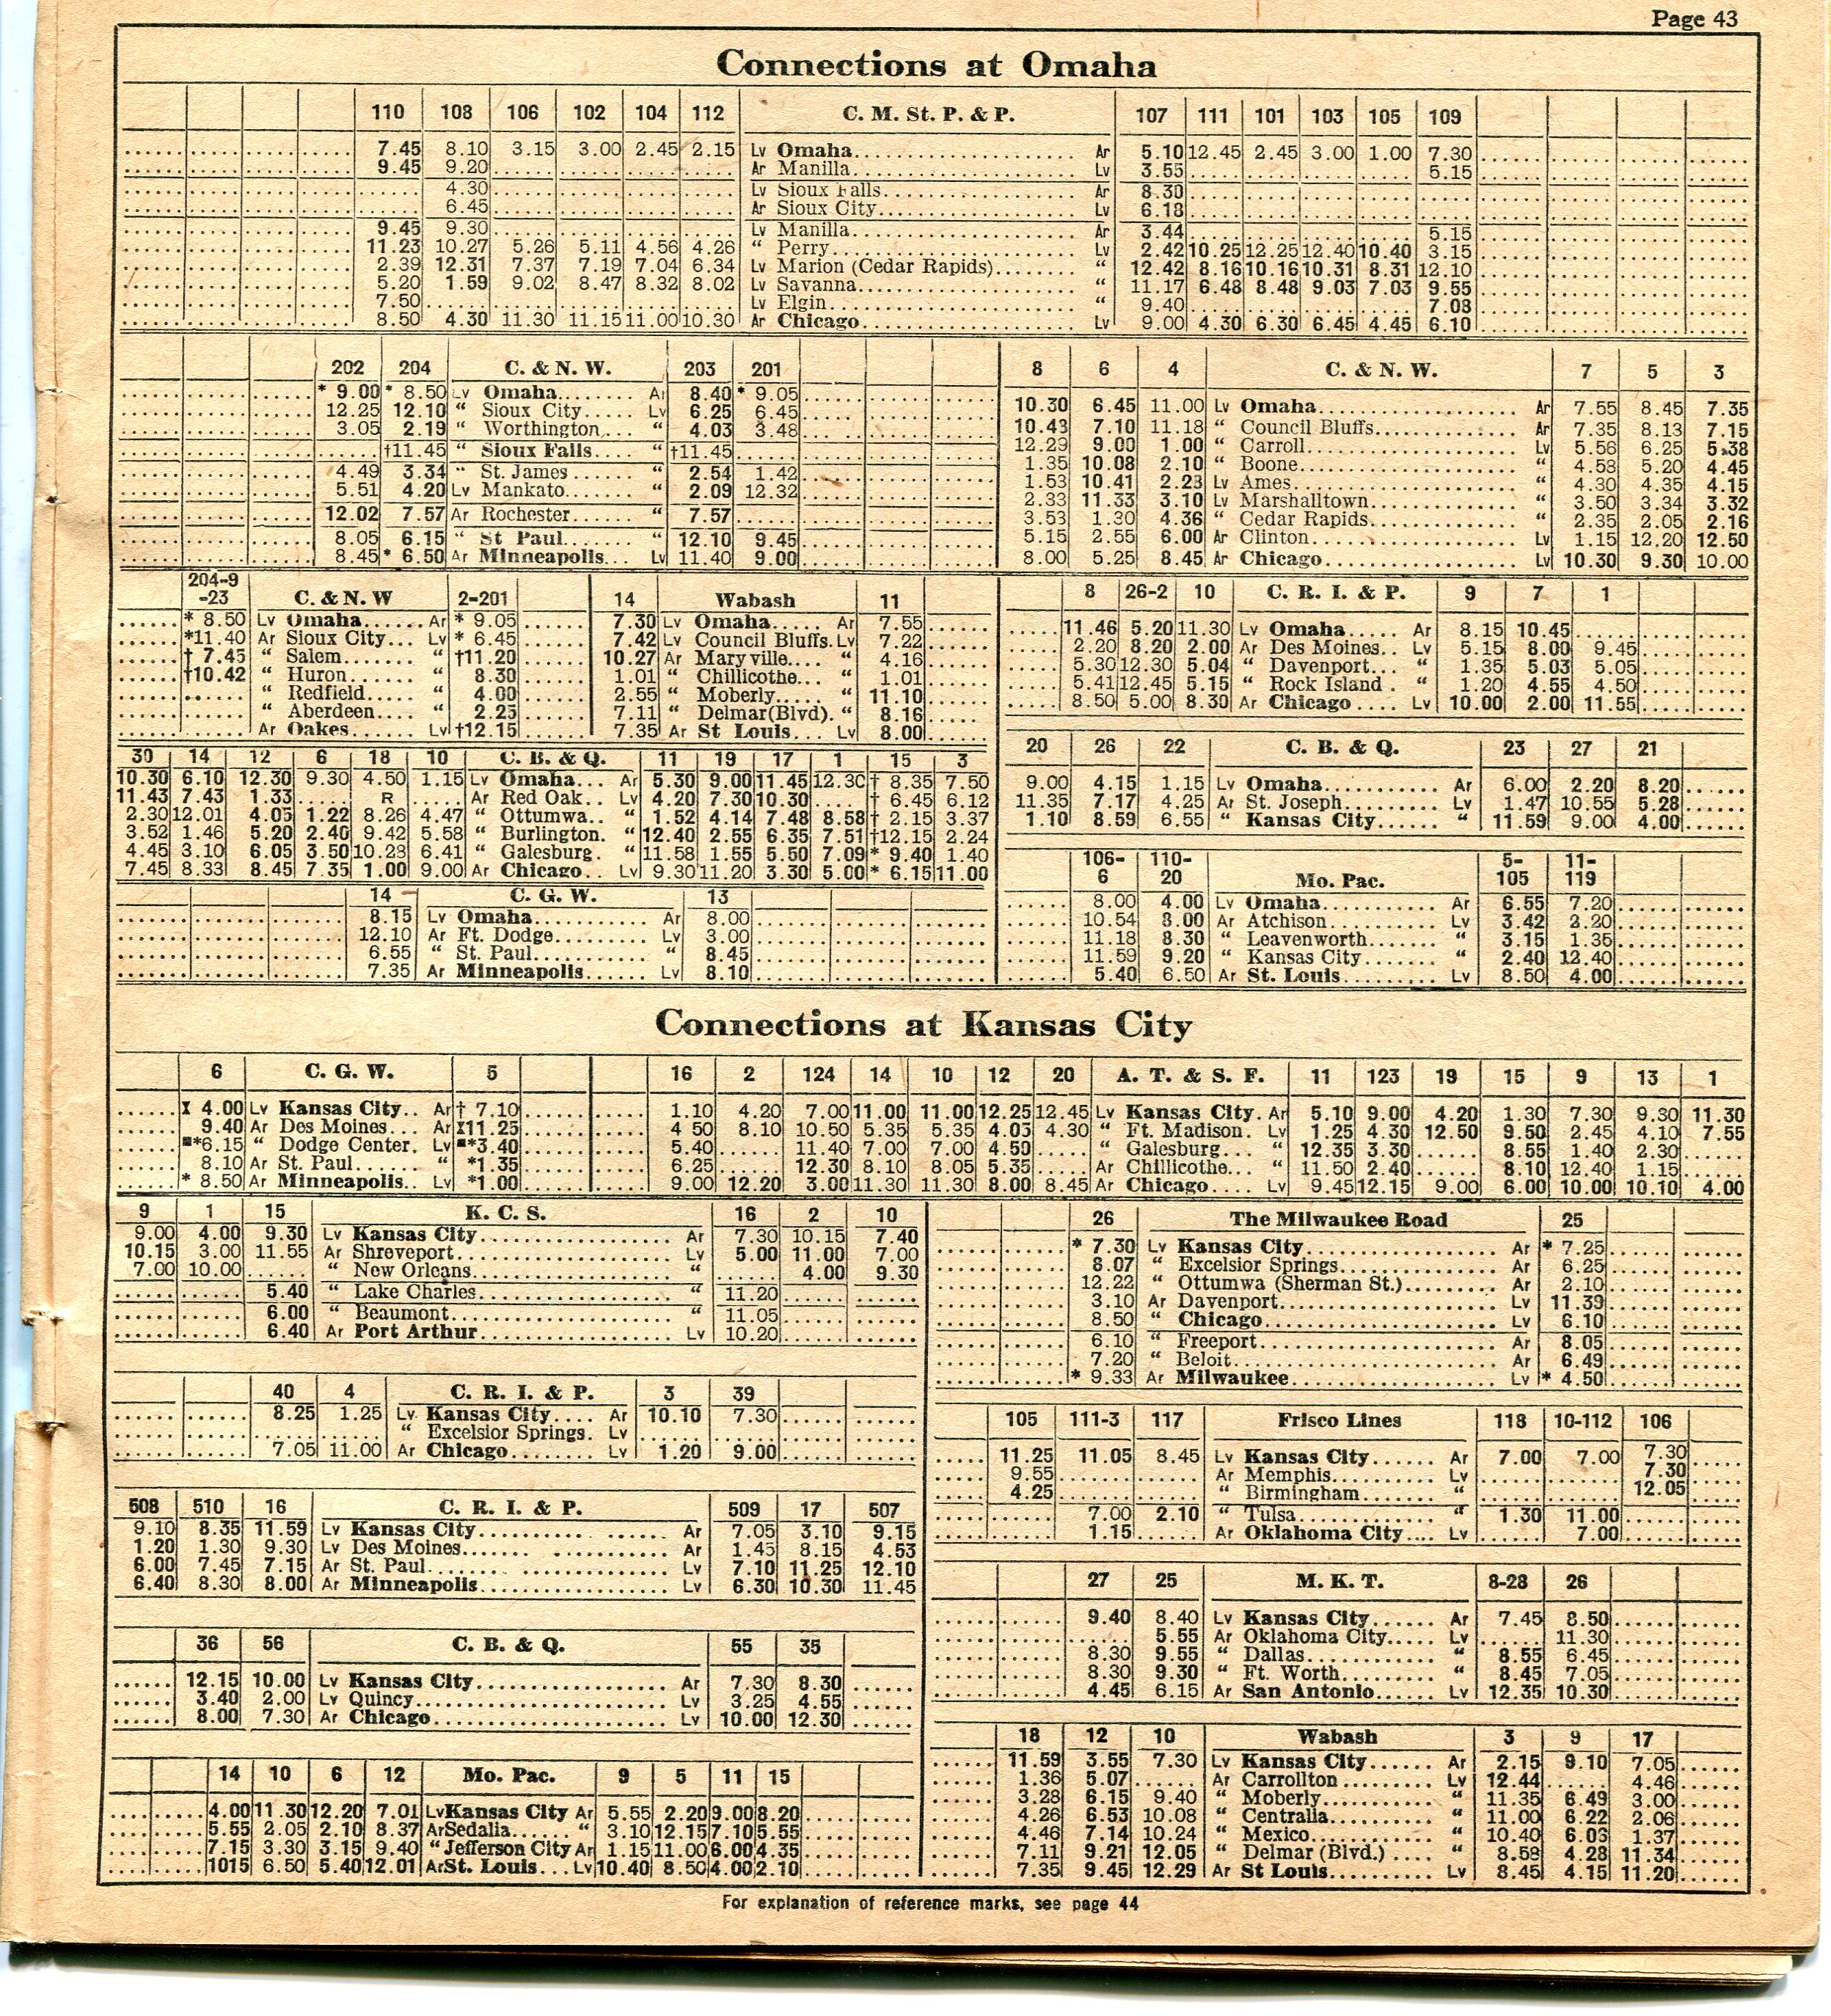 Page 43
Connections at Omaha
110 108 106 102 104 112 C. M. St. P. & P. 107 111 101 103 105 109
7.45 8.10 3.15 3.00 2.45 2.15 Lv Omaha Ar 5.10 12.45 2.45 3.00 1.00 7.30
9.45 9.20 Ar Manilla Lv 3.55 5.15
4.30 Lv Sioux Falls Ar 8.30
6.45 Ar Sioux City Lv 6.18
9.45 9.30 Lv Manilla Ar 3.44 5.15
11.23 10.27 5.26 5.11 4.56 4.26 “ Perry Lv 2.42 10.25 12.25 12.40 10.40 3.15
2.39 12.31 7.37 7.19 7.04 6.34 Lv Marion (Cedar Rapids) “ 12.42 8.16 10.16 10.31 8.31 12.10
5.20 1.59 9.02 8.47 8.32 8.02 Lv Savanna “ 11.17 6.48 8.48 9.03 7.03 9.55
7.50 Lv Elgin “ 9.40 7.08
8.50 4.30 11.30 11.15 11.00 10.30 Ar Chicago Lv 9.00 4.30 6.30 6.45 4.45 6.10
202 204 C. & N. W. 203 201
* 9.00 * 8.50 Lv Omaha Ar 8.40 * 9.05
12.25 12.10 “ Sioux City Lv 6.25 6.45
3.05 2.19 “ Worthington “ 4.03 3.48
†11.45 “ Sioux Falls “ †11.45
4.49 3.34 “ St. James “ 2.54 1.42
5.51 4.20 Lv Mankato “ 2.09 12.32
12.02 7.57 Ar Rochester “ 7.57
8.05 6.15 “ St Paul “ 12.10 9.45
8.45 * 6.50 Ar Minneapolis Lv 11.40 9.00
8 6 4 C. & N. W. 7 5 3
10.30 6.45 11.00 Lv Omaha Ar 7.55 8.45 7.35
10.43 7.10 11.18 “ Council Bluffs Ar 7.35 8.13 7.15
12.29 9.00 1.00 “ Carroll Lv 5.56 6.25 5.38
1.35 10.08 2.10 “ Boone “ 4.58 5.20 4.45
1.53 10.41 2.23 Lv Ames “ 4.30 4.35 4.15
2.33 11.33 3.10 Lv Marshalltown “ 3.50 3.34 3.32
3.53 1.30 4.36 “ Cedar Rapids “ 2.35 2.05 2.16
5.15 2.55 6.00 Ar Clinton Lv 1.15 12.20 12.50
8.00 5.25 8.45 Ar Chicago Lv 10.30 9.30 10.00
204-9
-23 C. & N. W 2-201
* 8.50 Lv Omaha Ar * 9.05
*11.40 Ar Sioux City Lv * 6.45
† 7.45 “ Salem “ †11.20
†10.42 “ Huron “ 8.30
“ Redfield “ 4.00
“ Aberdeen “ 2.25
Ar Oakes Lv †12.15
14 Wabash 11
7.30 Lv Omaha Ar 7.55
7.42 Lv Council Bluffs. Lv 7.22
10.27 Ar Maryville “ 4.16
1.01 “ Chillicothe “ 1.01
2.55 “ Moberly “ 11.10
7.11 “ Delmar(Blvd). “ 8.16
7.35 Ar St Louis Lv 8.00
8 26-2 10 C. R. I. & P. 9 7 1
11.46 5.20 11.30 Lv Omaha Ar 8.15 10.45
2.20 8.20 2.00 Ar Des Moines Lv 5.15 8.00 9.45
5.30 12.30 5.04 “ Davenport “ 1.35 5.03 5.05
5.41 12.45 5.15 “ Rock Island “ 1.20 4.55 4.50
8.50 5.00 8.30 Ar Chicago Lv 10.00 2.00 11.55
30 14 12 6 18 10 C. B. & Q. 11 19 17 1 15 3
10.30 6.10 12.30 9.30 4.50 1.15 Lv Omaha Ar 5.30 9.00 11.45 12.30 † 8.35 7.50
11.43 7.43 1.33 R Ar Red Oak Lv 4.20 7.30 10.30 † 6.45 6.12
2.30 12.01 4.05 1.22 8.26 4.47 “ Ottumwa “ 1.52 4.14 7.48 8.58 † 2.15 3.37
3.52 1.46 5.20 2.40 9.42 5.58 “ Burlington. “ 12.40 2.55 6.35 7.51 †12.15 2.24
4.45 3.10 6.05 3.50 10.28 6.41 “ Galesburg. “ 11.58 1.55 5.50 7.09 * 9.40 1.40
7.45 8.33 8.45 7.35 1.00 9.00 Ar Chicago Lv 9.30 11.20 3.30 5.00 * 6.15 11.00
20 26 22 C. B. & Q. 23 27 21
9.00 4.15 1.15 Lv Omaha Ar 6.00 2.20 8.20
11.35 7.17 4.25 Ar St. Joseph Lv 1.47 10.55 5.28
1.10 8.59 6.55 “ Kansas City “ 11.59 9.00 4.00
14 C. G. W. 13
8.15 Lv Omaha Ar 8.00
12.10 Ar Ft. Dodge Lv 3.00
6.55 “ St. Paul “ 8.45
7.35 Ar Minneapolis Lv 8.10
106- 110- 5- 11-
6 20 Mo. Pac. 105 119
8.00 4.00 Lv Omaha Ar 6.55 7.20
10.54 8.00 Ar Atchison Lv 3.42 2.20
11.18 8.30 “ Leavenworth “ 3.15 1.35
11.59 9.20 “ Kansas City “ 2.40 12.40
5.40 6.50 Ar St. Louis Lv 8.50 4.00
Connections at Kansas City
6 C. G. W. 5
X 4.00 Lv Kansas City Ar † 7.10
9.40 Ar Des Moines Ar X11.25
■*6.15 “ Dodge Center. Lv ■*3.40
8.10 Ar St. Paul “ *1.35
* 8.50 Ar Minneapolis Lv *1.00
16 2 124 14 10 12 20 A. T. & S. F. 11 123 19 15 9 13 1
1.10 4.20 7.00 11.00 11.00 12.25 12.45 Lv Kansas City. Ar 5.10 9.00 4.20 1.30 7.30 9.30 11.30
4 50 8.10 10.50 5.35 5.35 4.03 4.30 “ Ft. Madison. Lv 1.25 4.30 12.50 9.50 2.45 4.10 7.55
5.40 11.40 7.00 7.00 4.50 “ Galesburg “ 12.35 3.30 8.55 1.40 2.30
6.25 12.30 8.10 8.05 5.35 Ar Chillicothe “ 11.50 2.40 8.10 12.40 1.15
9.00 12.20 3.00 11.30 11.30 8.00 8.45 Ar Chicago Lv 9.45 12.15 9.00 6.00 10.00 10.10 4.00
9 1 15 K. C. S. 16 2 10
9.00 4.00 9.30 Lv Kansas City Ar 7.30 10.15 7.40
10.15 3.00 11.55 Ar Shreveport Lv 5.00 11.00 7.00
7.00 10.00 “ New Orleans “ 4.00 9.30
5.40 “ Lake Charles “ 11.20
6.00 “ Beaumont “ 11.05
6.40 Ar Port Arthur Lv 10.20
26 The Milwaukee Road 25
* 7.30 Lv Kansas City Ar * 7.25
8.07 “ Excelsior Springs Ar 6.25
12.22 “ Ottumwa (Sherman St.) Ar 2.10
3.10 Ar Davenport Lv 11.39
8.50 “ Chicago Lv 6.10
6.10 “ Freeport Ar 8.05
7.20 “ Beloit Ar 6.49
* 9.33 Ar Milwaukee Lv * 4.50
40 4 C. R. I. & P. 3 39
8.25 1.25 Lv Kansas City Ar 10.10 7.30
“ Excelsior Springs. Lv
7.05 11.00 Ar Chicago Lv 1.20 9.00
105 111-3 117 Frisco Lines 118 10-112 106
11.25 11.05 8.45 Lv Kansas City Ar 7.00 7.00 7.30
9.55 Ar Memphis Lv 7.30
4.25 “ Birmingham “ 12.05
7.00 2.10 “ Tulsa “ 1.30 11.00
1.15 Ar Oklahoma City Lv 7.00
508 510 16 C. R. I. & P. 509 17 507
9.10 8.35 11.59 Lv Kansas City Ar 7.05 3.10 9.15
1.20 1.30 9.30 Lv Des Moines Ar 1.45 8.15 4.53
6.00 7.45 7.15 Ar St. Paul Lv 7.10 11.25 12.10
6.40 8.30 8.00 Ar Minneapolis Lv 6.30 10.30 11.45
27 25 M. K. T. 8-28 26
9.40 8.40 Lv Kansas City Ar 7.45 8.50
5.55 Ar Oklahoma City Lv 11.30
8.30 9.55 “ Dallas “ 8.55 6.45
8.30 9.30 “ Ft. Worth “ 8.45 7.05
4.45 6.15 Ar San Antonio Lv 12.35 10.30
36 56 C. B. & Q. 55 35
12.15 10.00 Lv Kansas City Ar 7.30 8.30
3.40 2.00 Lv Quincy Lv 3.25 4.55
8.00 7.30 Ar Chicago Lv 10.00 12.30
18 12 10 Wabash 3 9 17
11.59 3.55 7.30 Lv Kansas City Ar 2.15 9.10 7.05
1.36 5.07 Ar Carrollton Lv 12.44 4.46
3.28 6.15 9.40 “ Moberly “ 11.35 6.49 3.00
4.26 6.53 10.08 “ Centralia “ 11.00 6.22 2.06
4.46 7.14 10.24 “ Mexico “ 10.40 6.03 1.37
7.11 9.21 12.05 “ Delmar (Blvd.) “ 8.58 4.28 11.34
7.35 9.45 12.29 Ar St Louis Lv 8.45 4.15 11.20
14 10 6 12 Mo. Pac. 9 5 11 15
4.00 11.30 12.20 7.01 Lv Kansas City Ar 5.55 2.20 9.00 8.20
5.55 2.05 2.10 8.37 Ar Sedalia “ 3.10 12.15 7.10 5.55
7.15 3.30 3.15 9.40 “ Jefferson City Ar 1.15 11.00 6.00 4.35
1015 6.50 5.40 12.01 Ar St. Louis Lv 10.40 8.50 4.00 2.10
For explanation of reference marks, see page 44